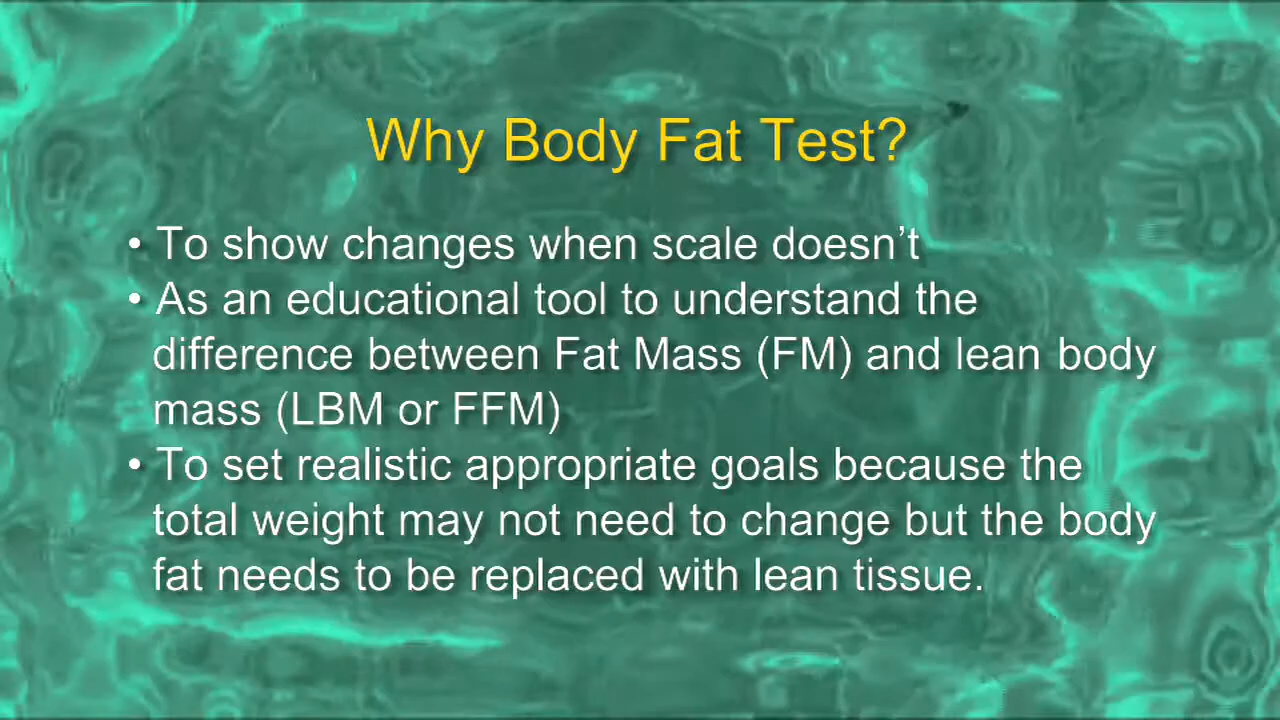 Why Body Fat Test?
• To show changes when scale doesn’t
• As an educational tool to understand the
difference between Fat Mass (FM) and lean body
mass (LBM or FFM)
• To set realistic appropriate goals because the
total weight may not need to change but the body
fat needs to be replaced with lean tissue.